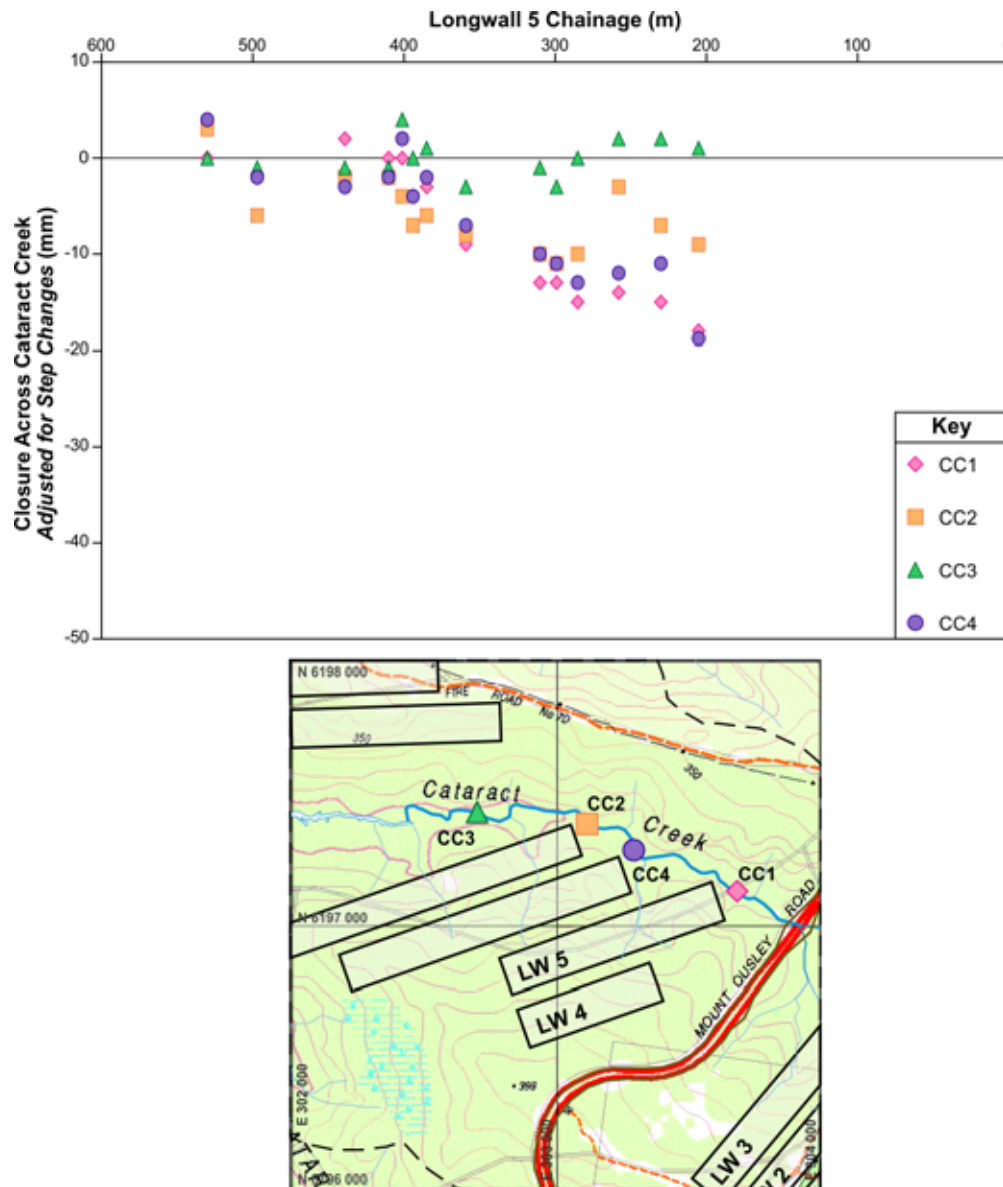 Longwall 5 Chainage (m)
600 500 400 300 200 100
10
0
-10
-20
-30
-40
-50
Closure Across Cataract Creek
Adjusted for Step Changes (mm)
Key
CC1
CC2
CC3
CC4
N 6198 000
FIRE ROAD No 70
350
350
Cataract
CC2
Creek
CC3
CC4
CC1
N 6197 000
LW 5
LW 4
MOUNT OUSLEY ROAD
398
E 302 000
LW 3